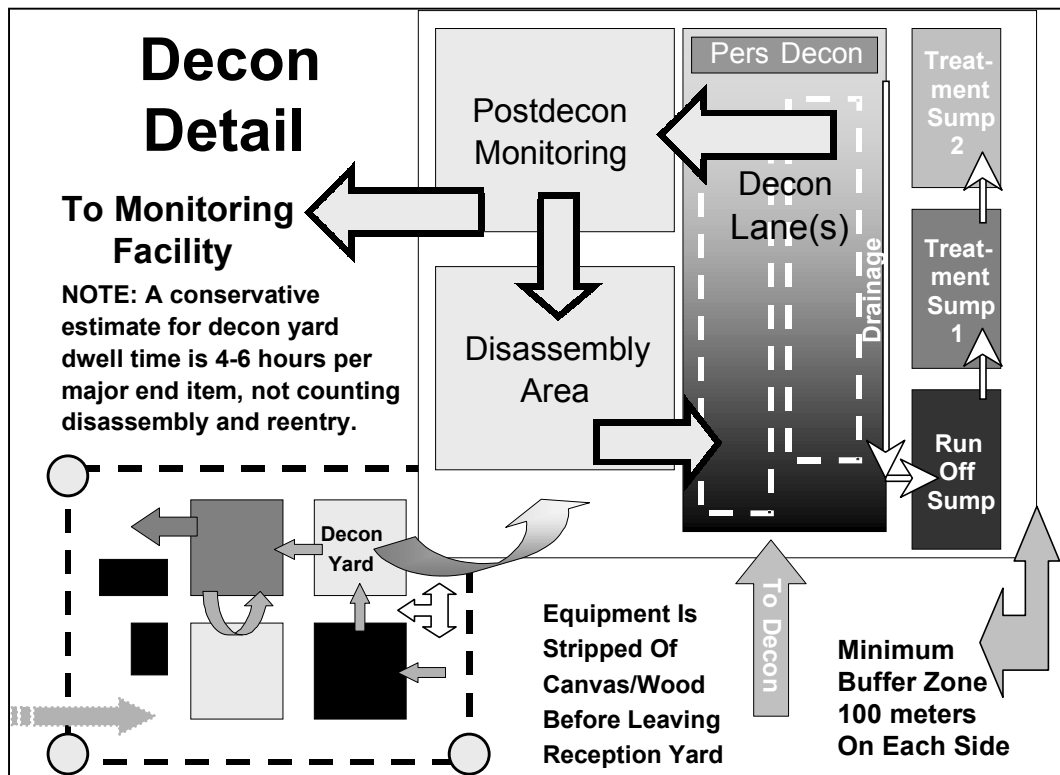 Decon
Detail
To Monitoring
Facility
NOTE: A conservative
estimate for decon yard
dwell time is 4-6 hours per
major end item, not counting
disassembly and reentry.
Postdecon
Monitoring
Disassembly
Area
Pers Decon
Decon
Lane(s)
Drainage
Treat-
ment
Sump
2
Treat-
ment
Sump
1
Run
Off
Sump
Decon
Yard
Equipment Is
Stripped Of
Canvas/Wood
Before Leaving
Reception Yard
To Decon
Minimum
Buffer Zone
100 meters
On Each Side